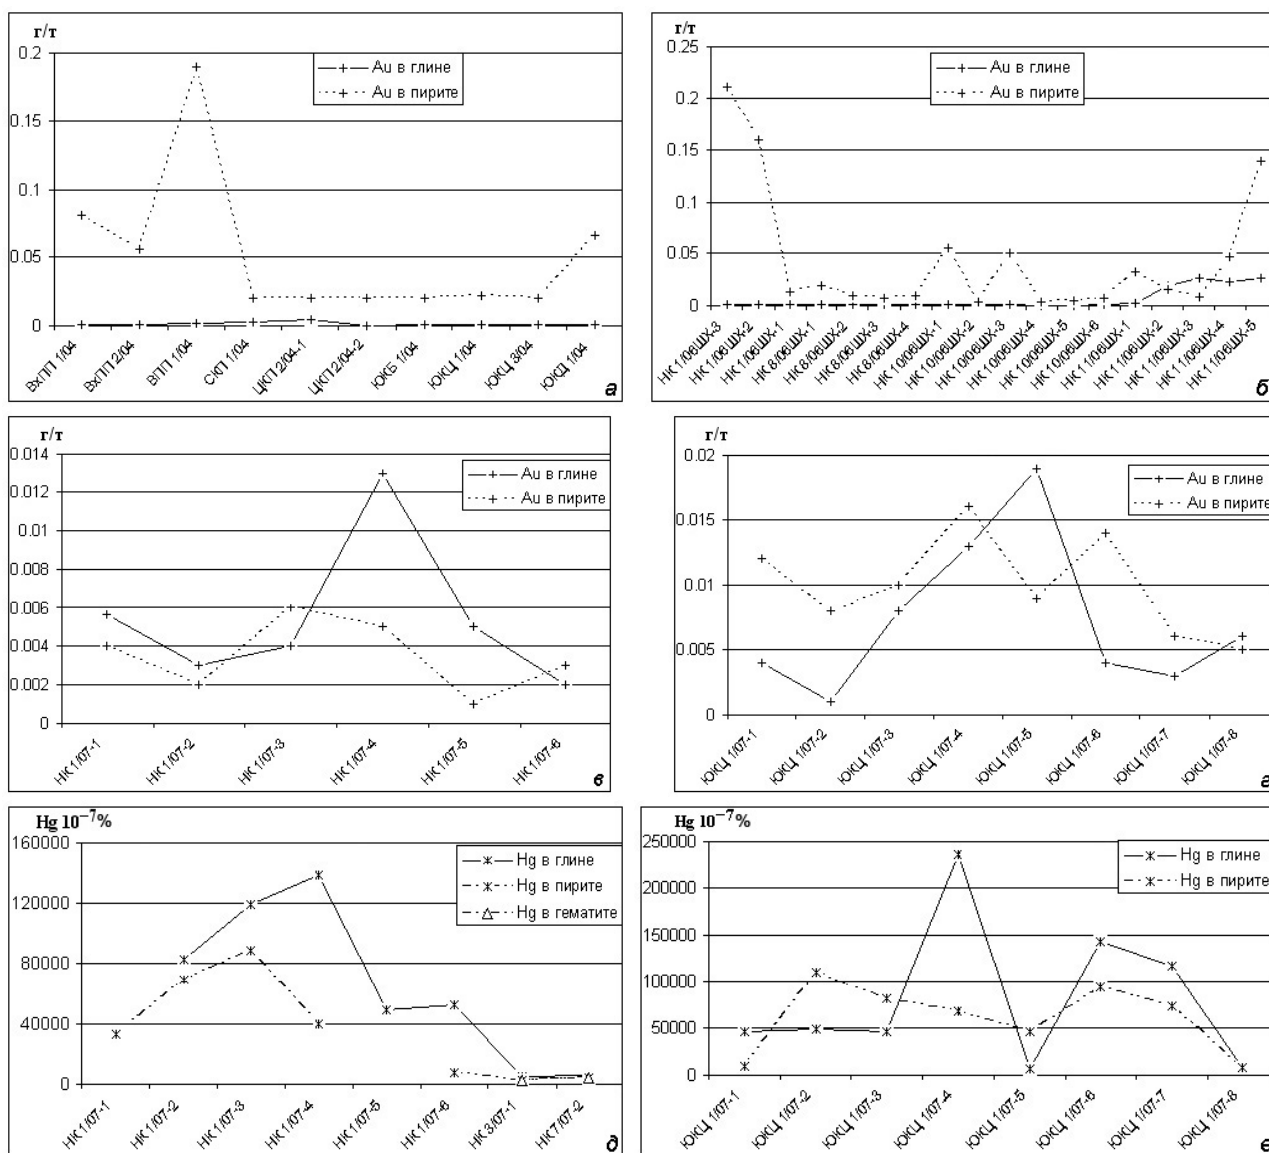 г/т
0.2
0.15
0.1
0.05
0
Au в глине
Au в пирите
ВхПП 1/04
ВхПП 2/04
ВПП 1/04
СКП 1/04
ЦКП 2/04-1
ЦКП 2/04-2
ЮКБ 1/04
ЮКЦ 1/04
ЮКЦ 3/04
ЮКД 1/04
а
г/т
0.25
0.2
0.15
0.1
0.05
0
Au в глине
Au в пирите
НК 1/06ШХ-3
НК 1/06ШХ-2
НК 1/06ШХ-1
НК 8/06ШХ-1
НК 8/06ШХ-2
НК 8/06ШХ-3
НК 8/06ШХ-4
НК 10/06ШХ-1
НК 10/06ШХ-2
НК 10/06ШХ-3
НК 10/06ШХ-4
НК 10/06ШХ-5
НК 10/06ШХ-6
НК 11/06ШХ-1
НК 11/06ШХ-2
НК 11/06ШХ-3
НК 11/06ШХ-4
НК 11/06ШХ-5
б
г/т
0.014
0.012
0.01
0.008
0.006
0.004
0.002
0
Au в глине
Au в пирите
НК 1/07-1
НК 1/07-2
НК 1/07-3
НК 1/07-4
НК 1/07-5
НК 1/07-6
в
г/т
0.02
0.015
0.01
0.005
0
Au в глине
Au в пирите
ЮКЦ 1/07-1
ЮКЦ 1/07-2
ЮКЦ 1/07-3
ЮКЦ 1/07-4
ЮКЦ 1/07-5
ЮКЦ 1/07-6
ЮКЦ 1/07-7
ЮКЦ 1/07-8
г
Hg 10⁻⁷%
160000
120000
80000
40000
0
Hg в глине
Hg в пирите
Hg в гематите
НК 1/07-1
НК 1/07-2
НК 1/07-3
НК 1/07-4
НК 1/07-5
НК 1/07-6
НК 3/07-1
НК 7/07-2
д
Hg 10⁻⁷%
250000
200000
150000
100000
50000
0
Hg в глине
Hg в пирите
ЮКЦ 1/07-1
ЮКЦ 1/07-2
ЮКЦ 1/07-3
ЮКЦ 1/07-4
ЮКЦ 1/07-5
ЮКЦ 1/07-6
ЮКЦ 1/07-7
ЮКЦ 1/07-8
е